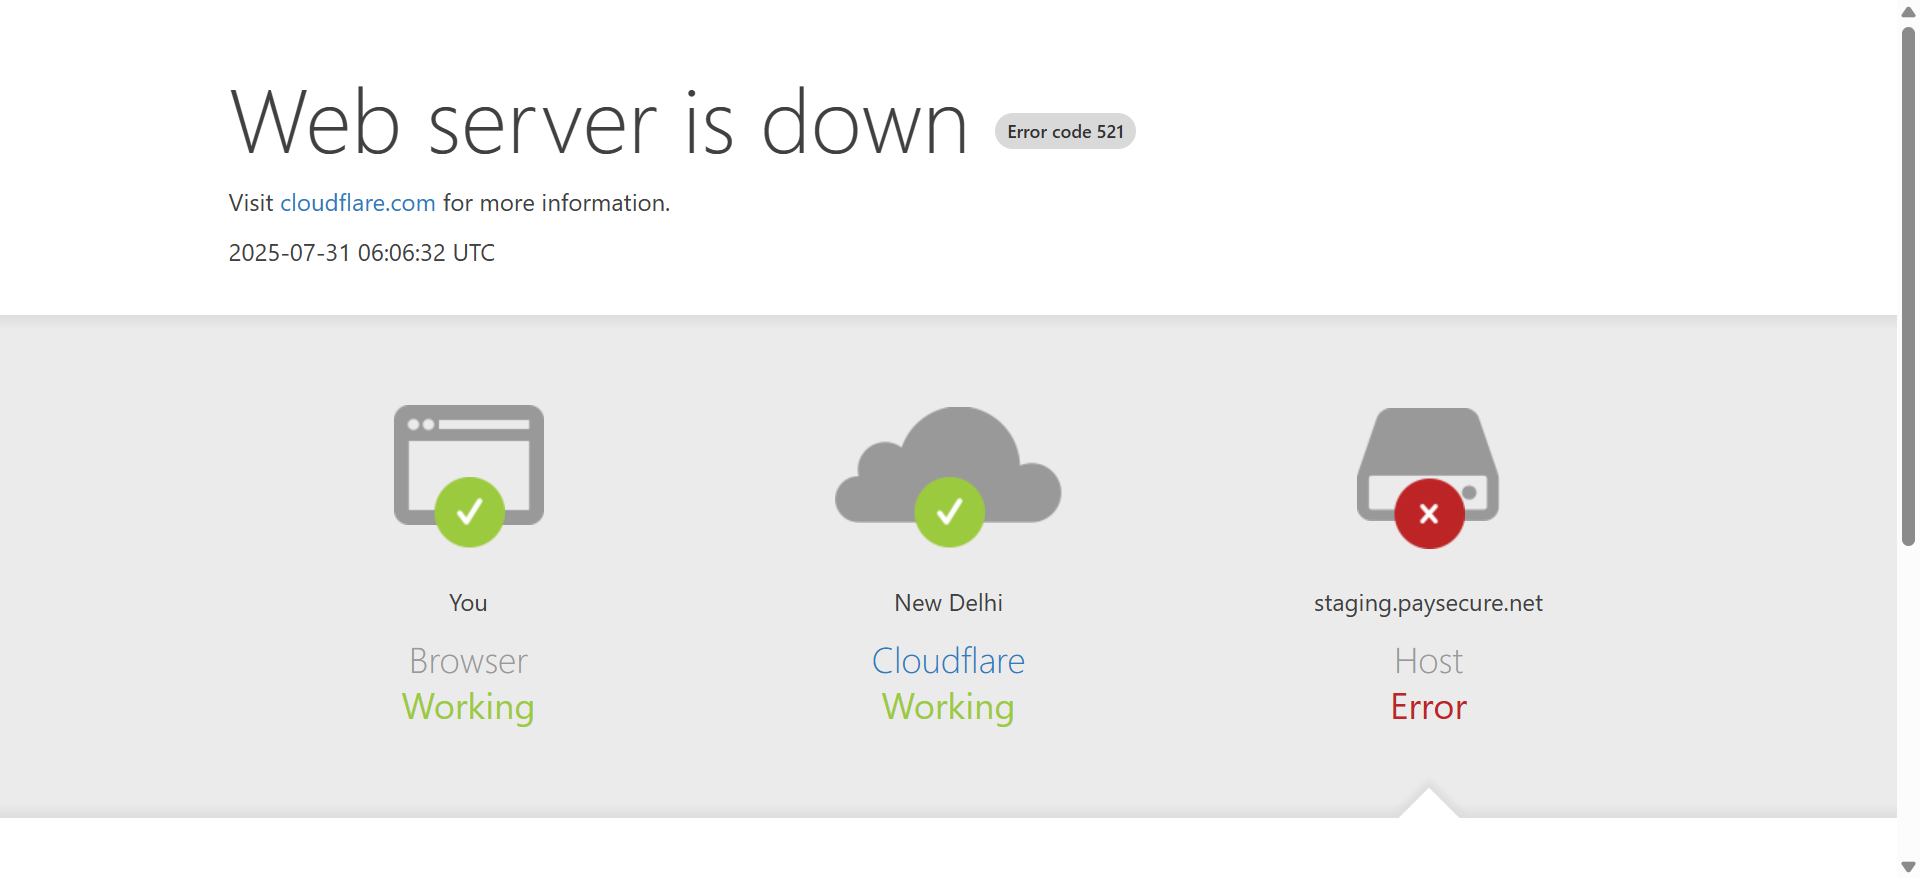 Web server is down Error code 521
Visit cloudflare.com for more information.
2025-07-31 06:06:32 UTC
You
Browser
Working
New Delhi
Cloudflare
Working
staging.paysecure.net
Host
Error